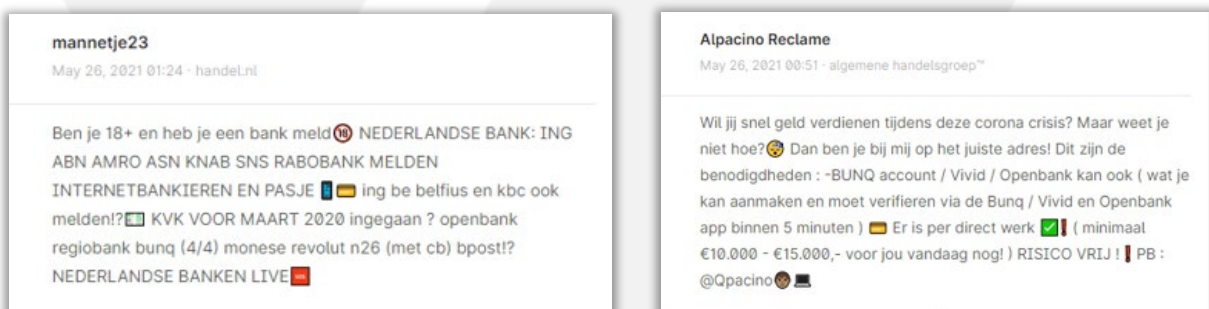 mannetje23
May 26, 2021 01:24 · handel.nl
Ben je 18+ en heb je een bank meld🔞 NEDERLANDSE BANK: ING
ABN AMRO ASN KNAB SNS RABOBANK MELDEN
INTERNETBANKIEREN EN PASJE 📱💳 ing be belfius en kbc ook
melden!?💵 KVK VOOR MAART 2020 ingegaan ? openbank
regiobank bunq (4/4) monese revolut n26 (met cb) bpost!?
NEDERLANDSE BANKEN LIVE🆘
Alpacino Reclame
May 26, 2021 00:51 · algemene handelsgroep™
Wil jij snel geld verdienen tijdens deze corona crisis? Maar weet je
niet hoe?😴 Dan ben je bij mij op het juiste adres! Dit zijn de
benodigdheden : -BUNQ account / Vivid / Openbank kan ook ( wat je
kan aanmaken en moet verifieren via de Bunq / Vivid en Openbank
app binnen 5 minuten ) 💳 Er is per direct werk ✅❗ ( minimaal
€10.000 - €15.000,- voor jou vandaag nog! ) RISICO VRIJ !❗ PB :
@Qpacino🧑🏾‍💻